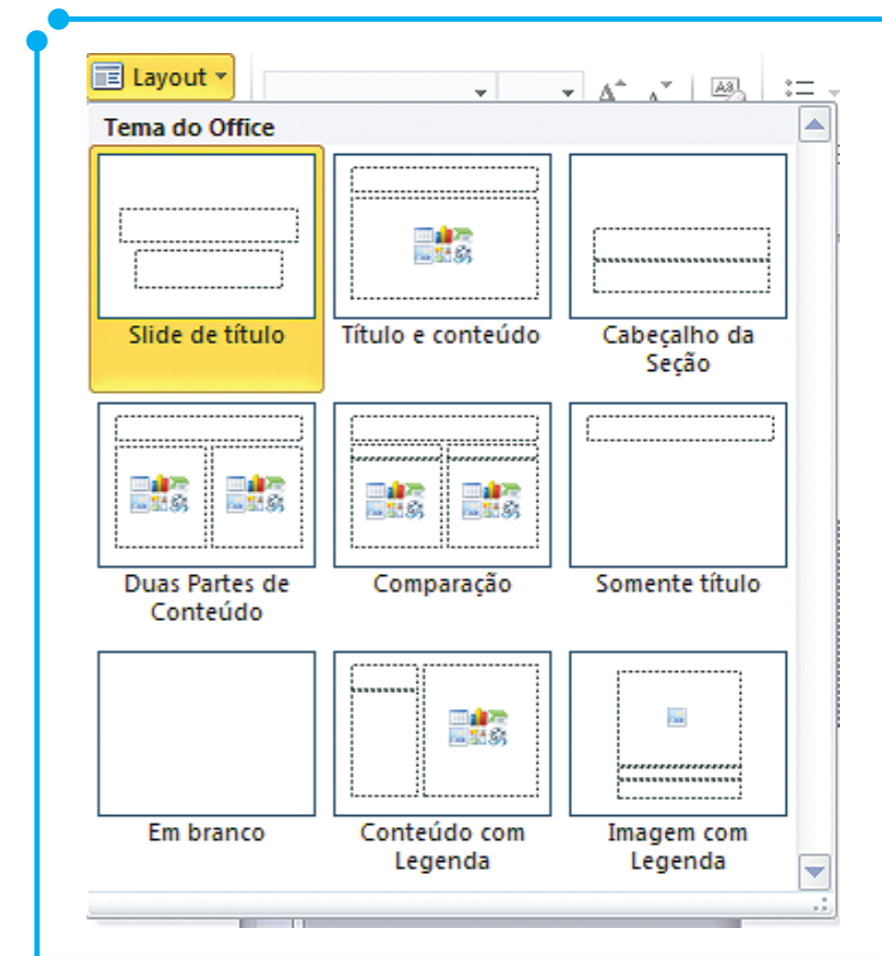 Layout
Tema do Office
Slide de título
Título e conteúdo
Cabeçalho da
Seção
Duas Partes de
Conteúdo
Comparação
Somente título
Em branco
Conteúdo com
Legenda
Imagem com
Legenda